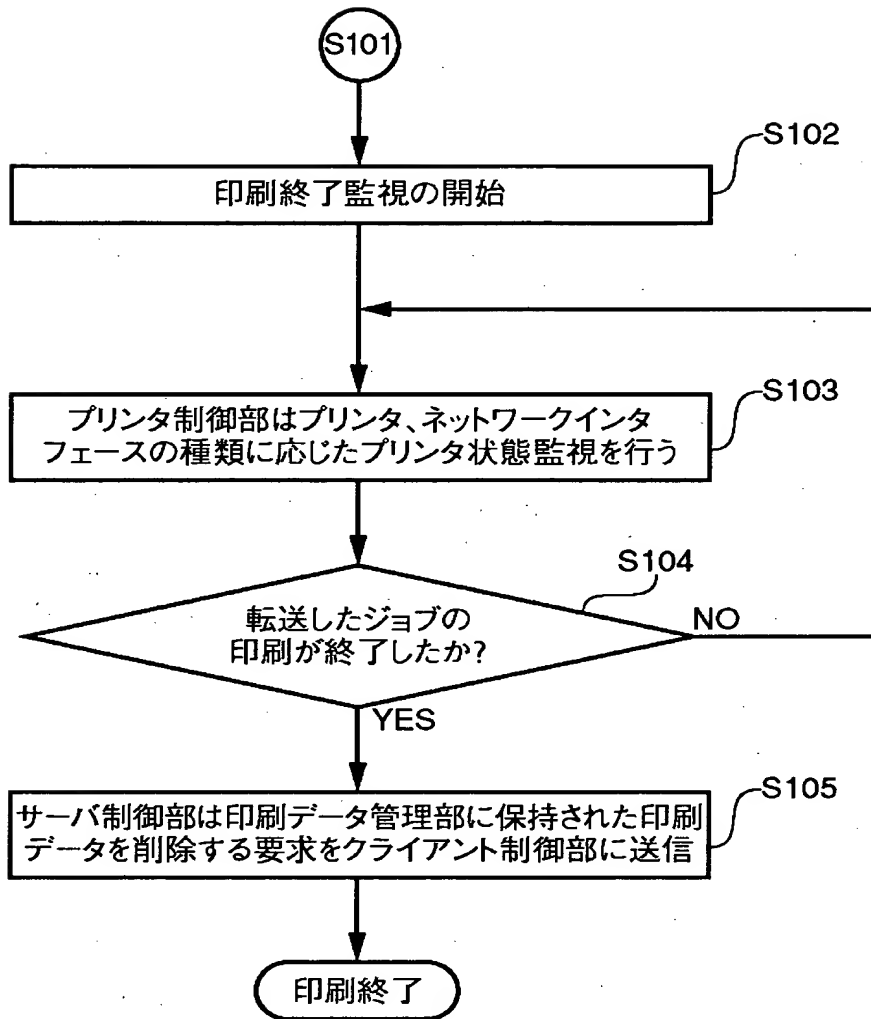 S101
S102
印刷終了監視の開始
S103
プリンタ制御部はプリンタ、ネットワークインタ
フェースの種類に応じたプリンタ状態監視を行う
S104
転送したジョブの
印刷が終了したか?
NO
YES
S105
サーバ制御部は印刷データ管理部に保持された印刷
データを削除する要求をクライアント制御部に送信
印刷終了